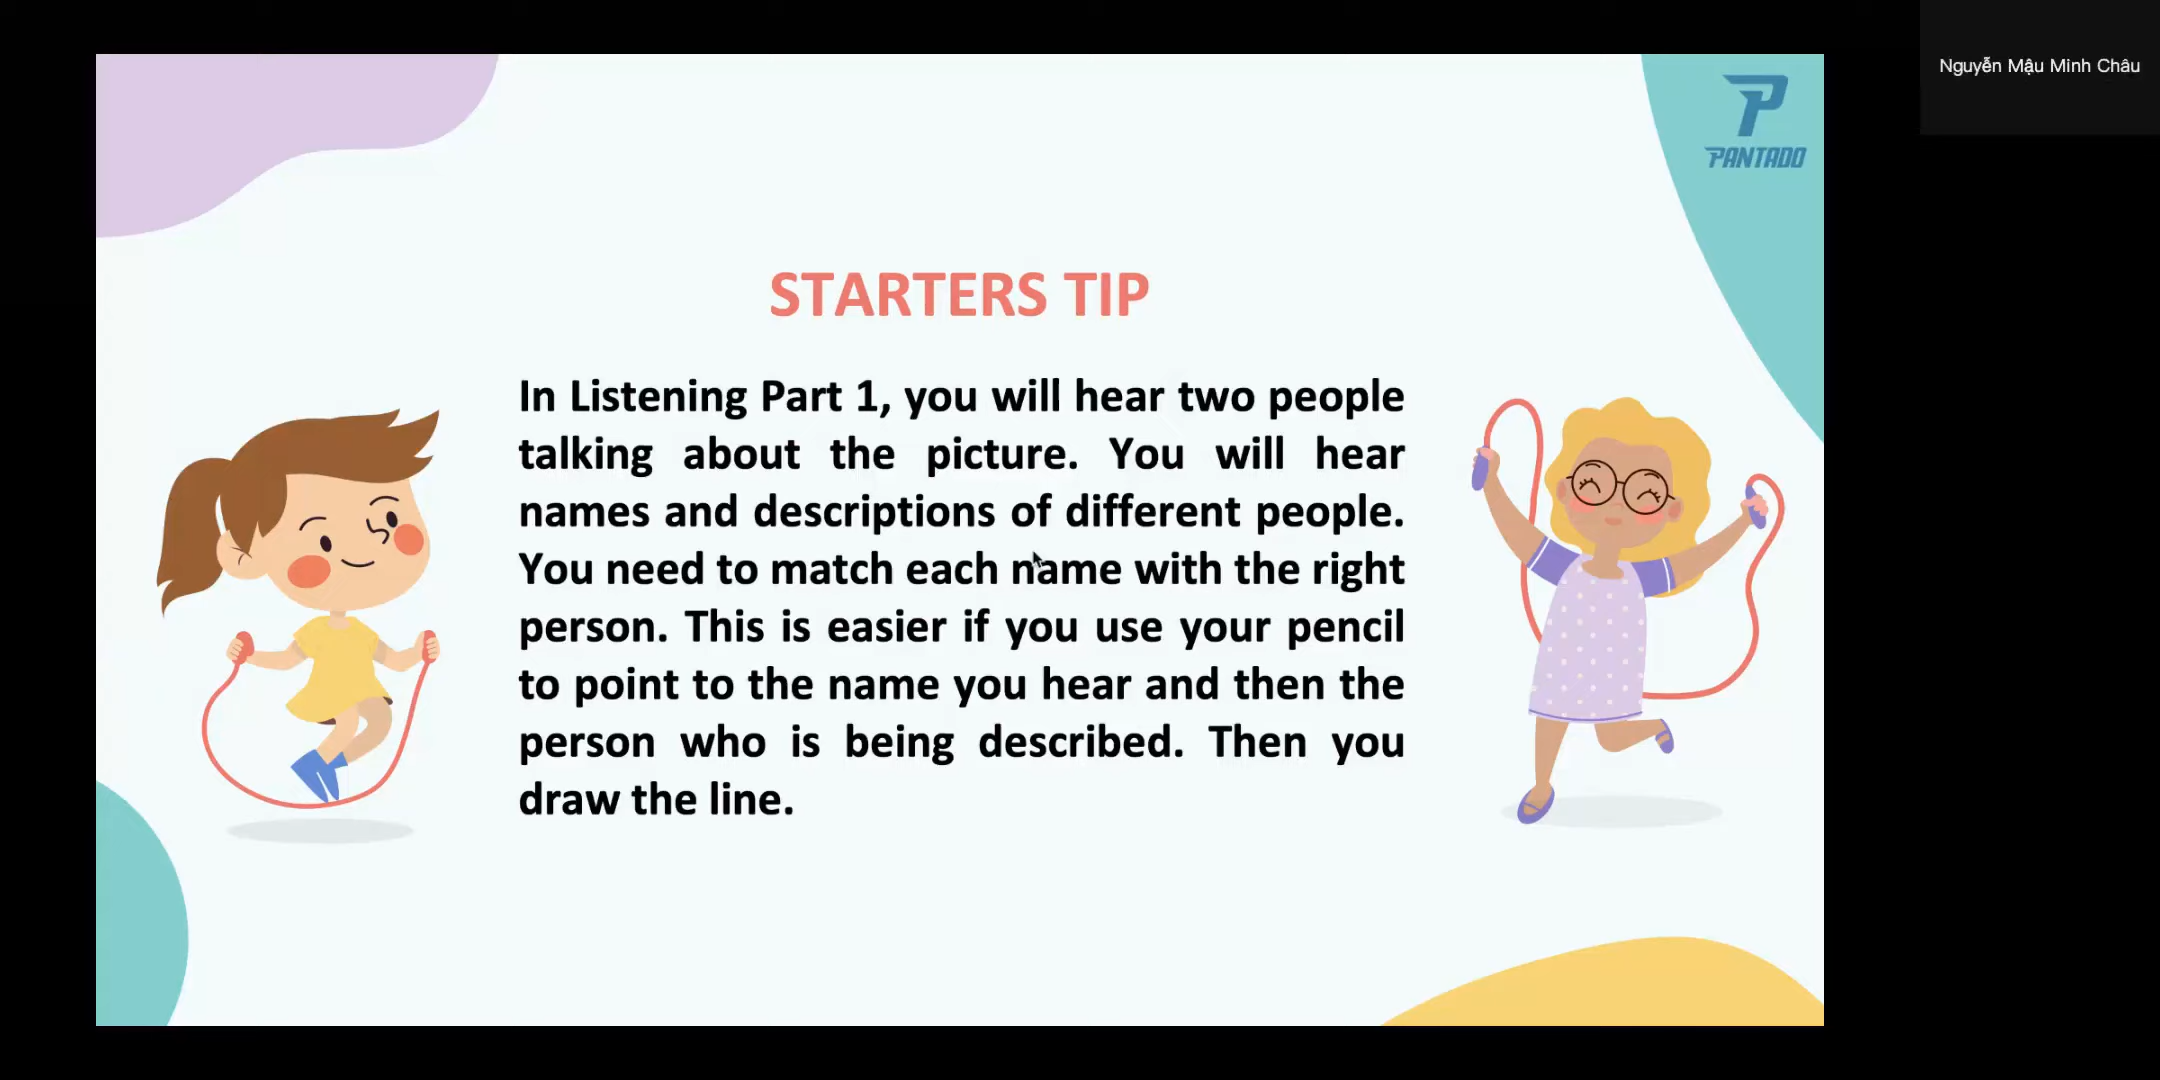 Nguyễn Mậu Minh Châu
PANTADO
STARTERS TIP
In Listening Part 1, you will hear two people
talking about the picture. You will hear
names and descriptions of different people.
You need to match each name with the right
person. This is easier if you use your pencil
to point to the name you hear and then the
person who is being described. Then you
draw the line.